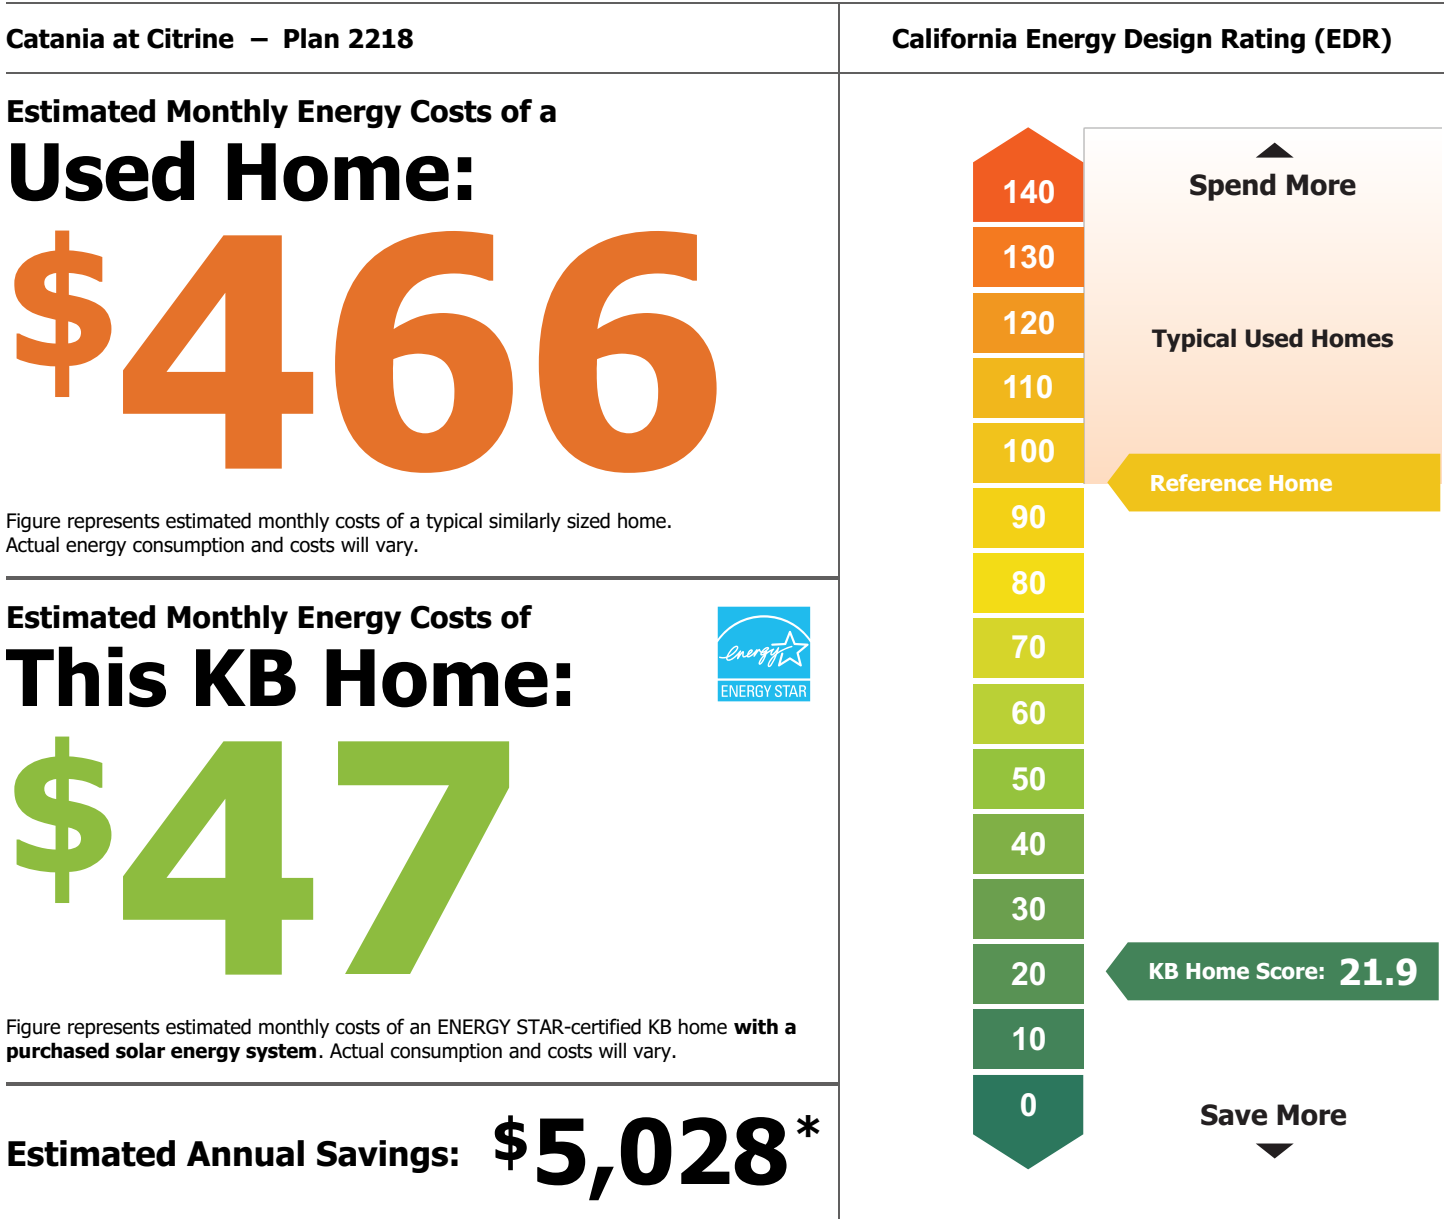 Catania at Citrine – Plan 2218
Estimated Monthly Energy Costs of a
Used Home:
$466
Figure represents estimated monthly costs of a typical similarly sized home.
Actual energy consumption and costs will vary.
Estimated Monthly Energy Costs of
This KB Home:
energy
ENERGY STAR
$47
Figure represents estimated monthly costs of an ENERGY STAR-certified KB home with a
purchased solar energy system. Actual consumption and costs will vary.
Estimated Annual Savings: $5,028*
California Energy Design Rating (EDR)
140
Spend More
130
120
Typical Used Homes
110
100
Reference Home
90
80
70
60
50
40
30
20
KB Home Score: 21.9
10
0
Save More